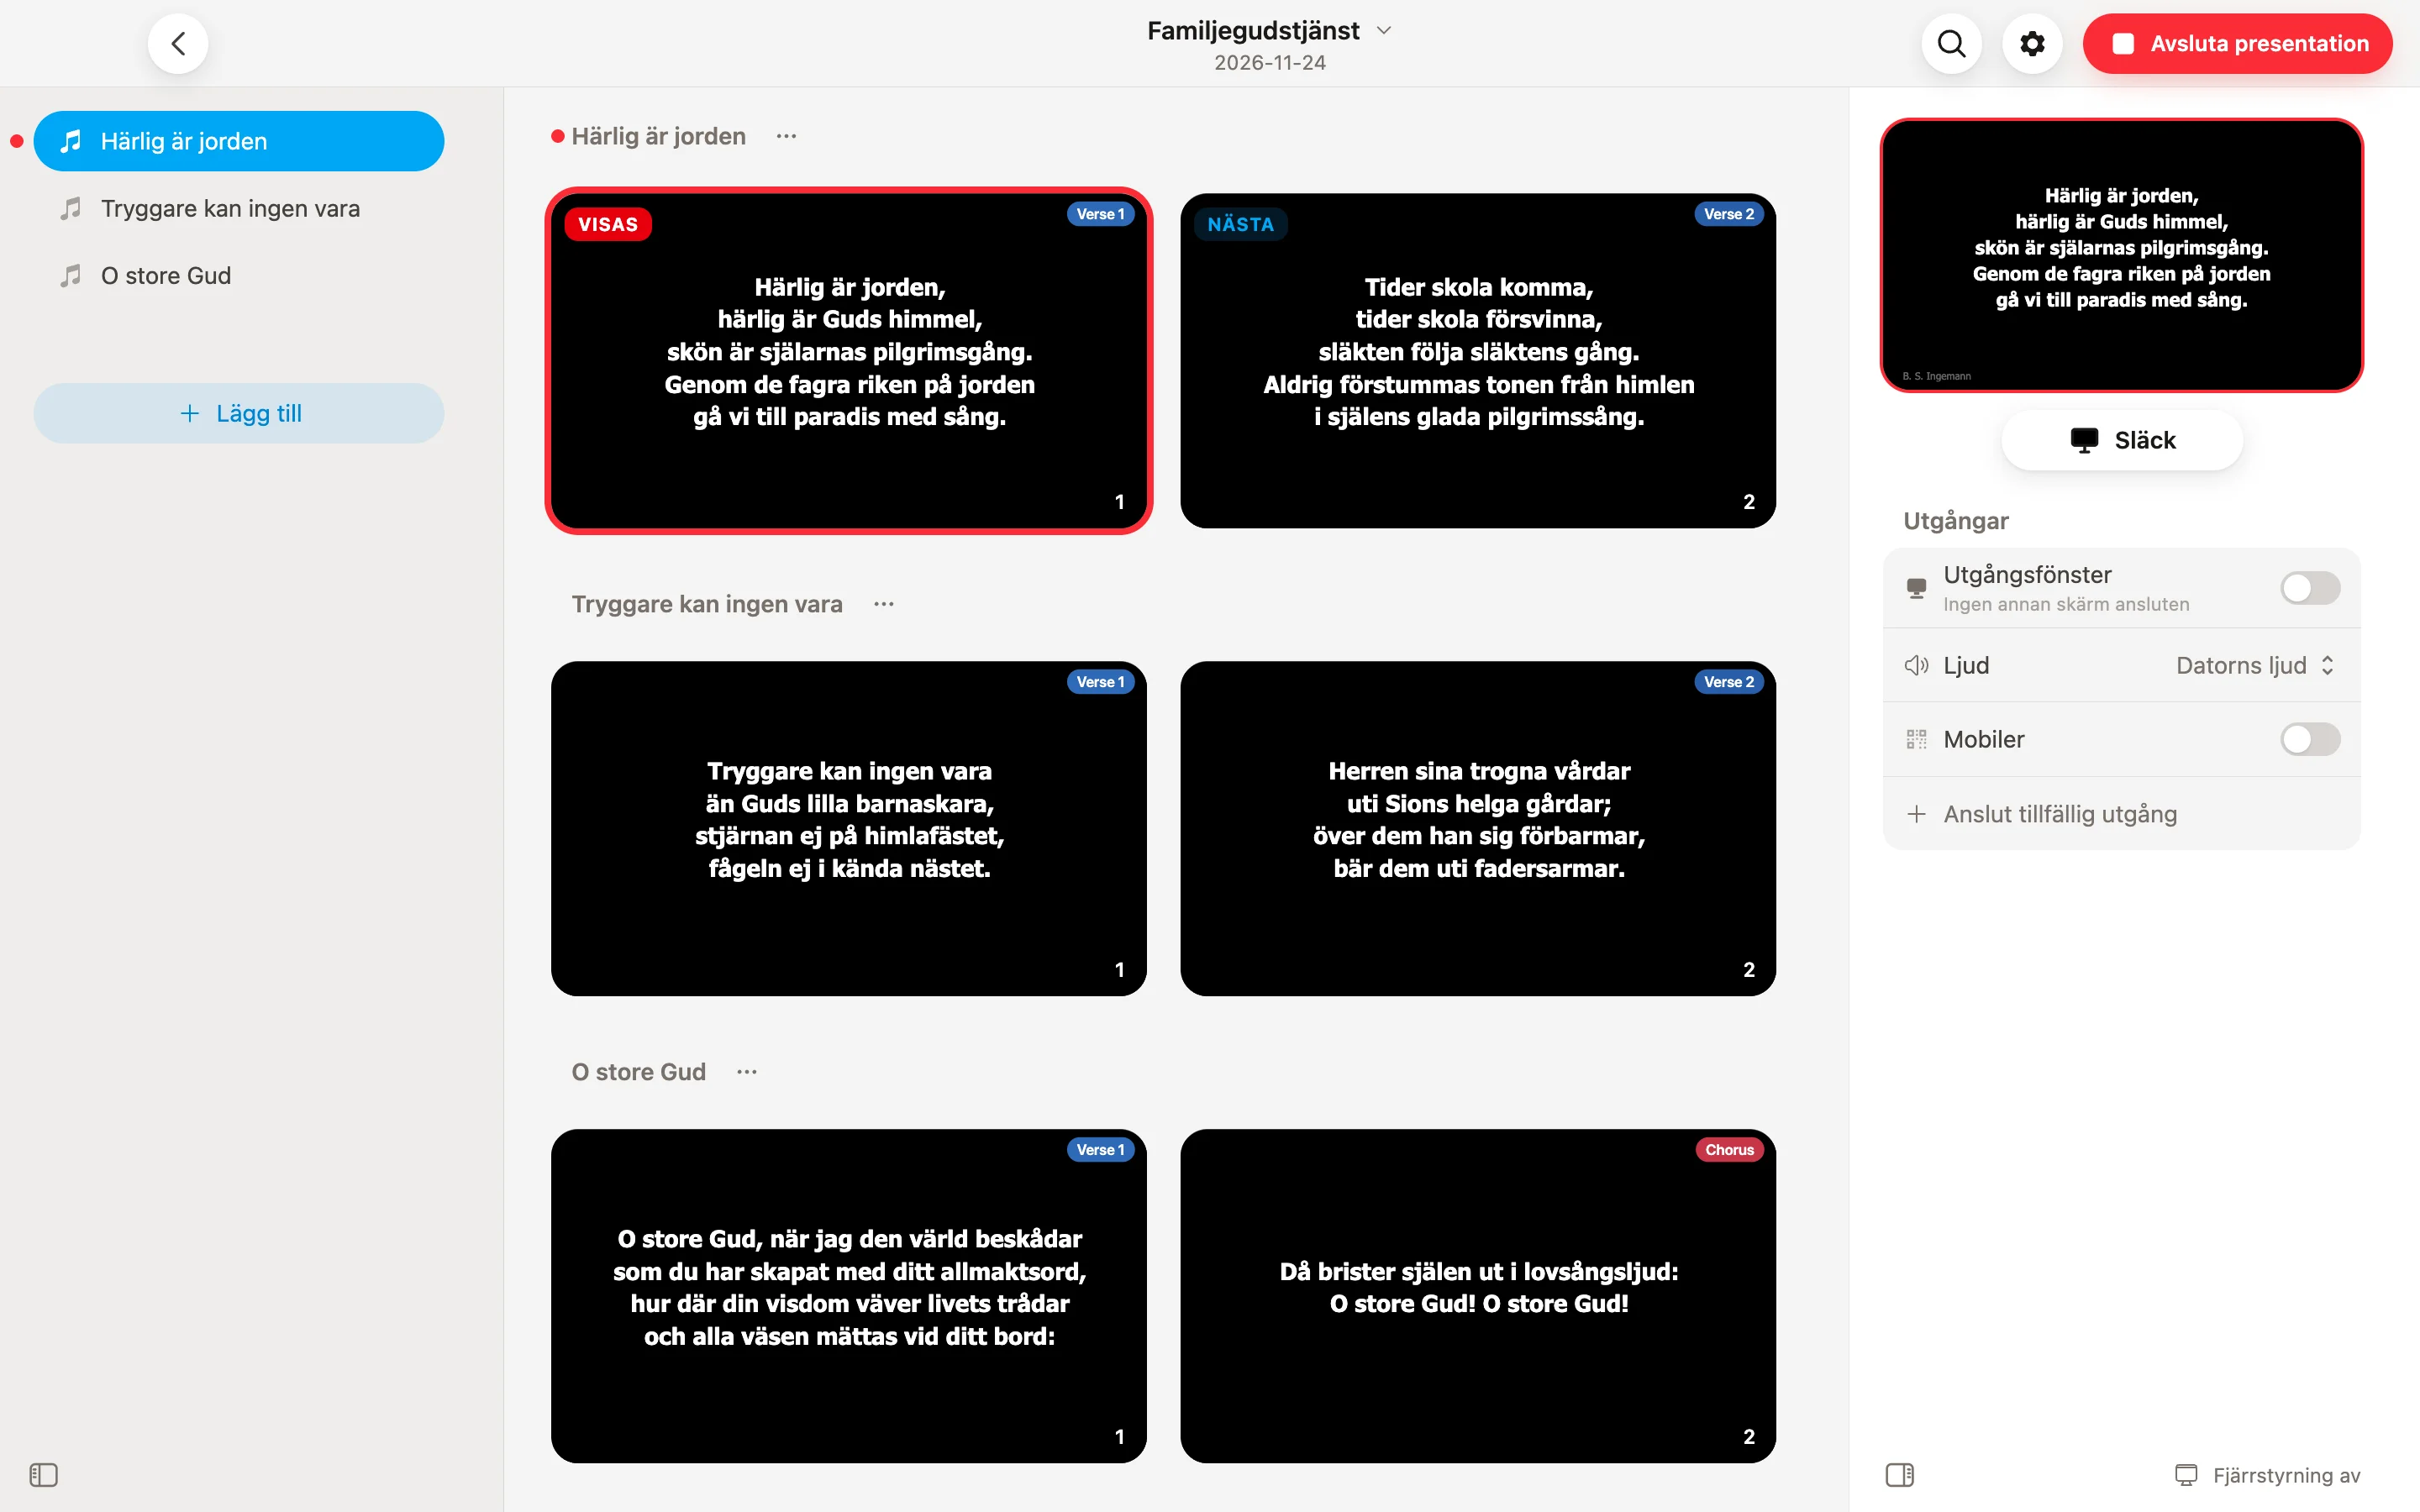 Familjegudstjänst
2026-11-24
Avsluta presentation
Härlig är jorden
Tryggare kan ingen vara
O store Gud
+ Lägg till
Härlig är jorden ...
VISAS
Verse 1
Härlig är jorden,
härlig är Guds himmel,
skön är själarnas pilgrimsgång.
Genom de fagra riken på jorden
gå vi till paradis med sång.
1
NÄSTA
Verse 2
Tider skola komma,
tider skola försvinna,
släkten följa släktens gång.
Aldrig förstummas tonen från himlen
i själens glada pilgrimssång.
2
Tryggare kan ingen vara ...
Verse 1
Tryggare kan ingen vara
än Guds lilla barnaskara,
stjärnan ej på himlafästet,
fågeln ej i kända nästet.
1
Verse 2
Herren sina trogna vårdar
uti Sions helga gårdar;
över dem han sig förbarmar,
bär dem uti fadersarmar.
2
O store Gud ...
Verse 1
O store Gud, när jag den värld beskådar
som du har skapat med ditt allmaktsord,
hur där din visdom väver livets trådar
och alla väsen mättas vid ditt bord:
1
Chorus
Då brister själen ut i lovsångsljud:
O store Gud! O store Gud!
2
Härlig är jorden,
härlig är Guds himmel,
skön är själarnas pilgrimsgång.
Genom de fagra riken på jorden
gå vi till paradis med sång.
B. S. Ingemann
Släck
Utgångar
Utgångsfönster
Ingen annan skärm ansluten
Ljud Datorns ljud
Mobiler
+ Anslut tillfällig utgång
Fjärrstyrning av